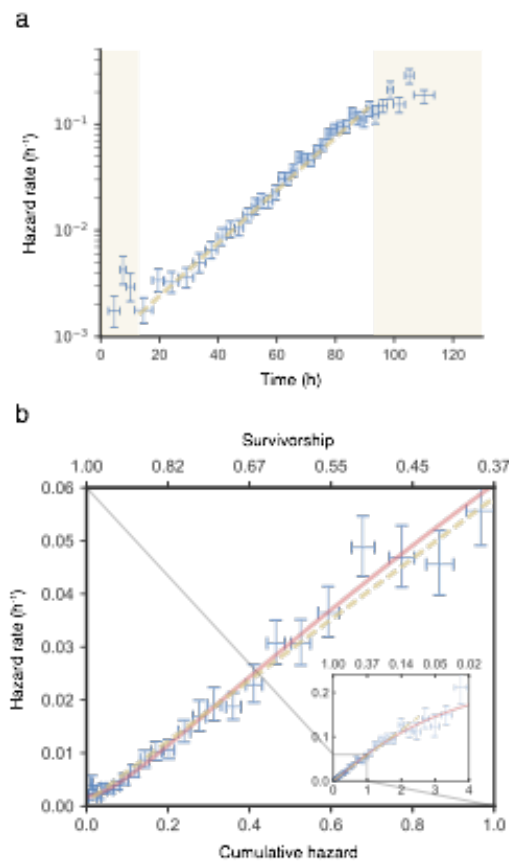 a
Hazard rate (h⁻¹)
10⁻¹
10⁻²
10⁻³
0 20 40 60 80 100 120
Time (h)
b
Survivorship
1.00 0.82 0.67 0.55 0.45 0.37
Hazard rate (h⁻¹)
0.06
0.05
0.04
0.03
0.02
0.01
0.00
1.00 0.37 0.14 0.05 0.02
0.2
0.1
0.0
0 1 2 3 4
0.0 0.2 0.4 0.6 0.8 1.0
Cumulative hazard